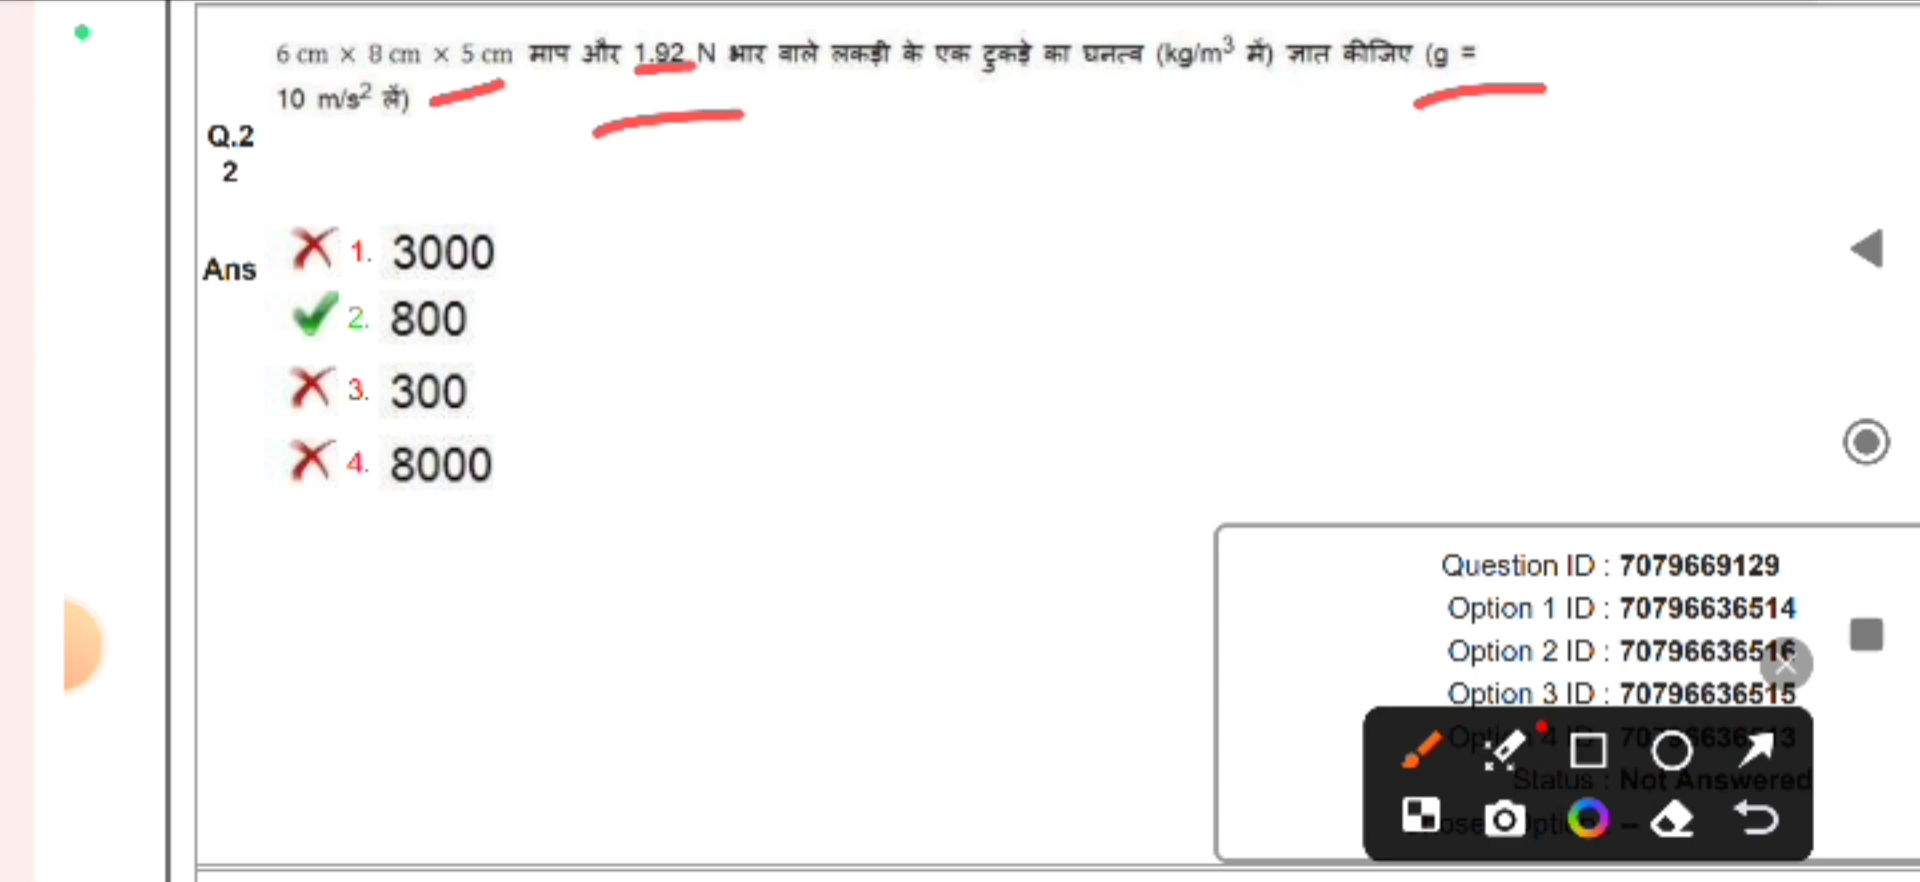 6 cm × 8 cm × 5 cm माप और 1.92 N भार वाले लकड़ी के एक टुकड़े का घनत्व (kg/m³ में) ज्ञात कीजिए (g =
10 m/s² लें)
Q.2
2
Ans
1. 3000
2. 800
3. 300
4. 8000
Question ID : 7079669129
Option 1 ID : 70796636514
Option 2 ID : 70796636516
Option 3 ID : 70796636515
Status : Not Answered